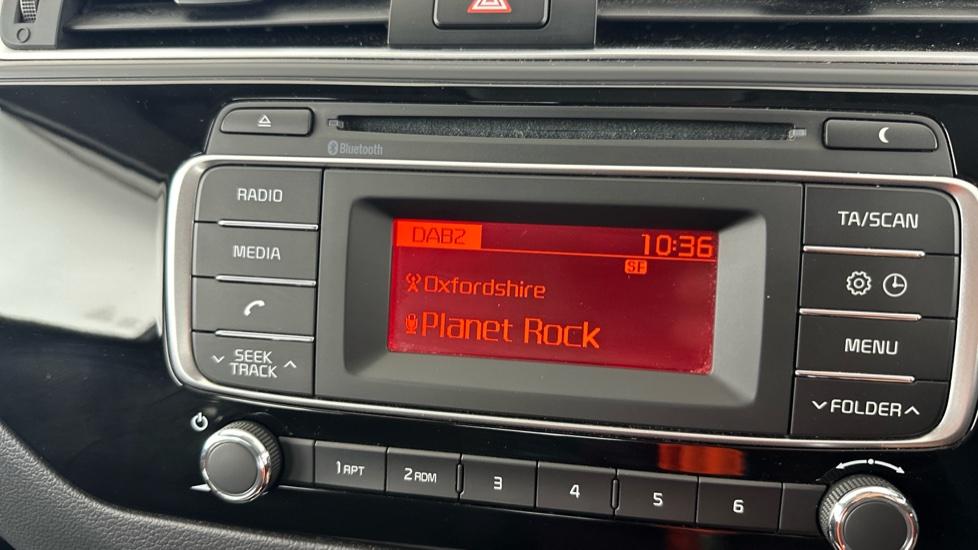 Bluetooth
RADIO
MEDIA
SEEK
TRACK
DAB2 10:36
SF
Oxfordshire
Planet Rock
TA/SCAN
MENU
FOLDER
1 RPT
2 RDM
3
4
5
6